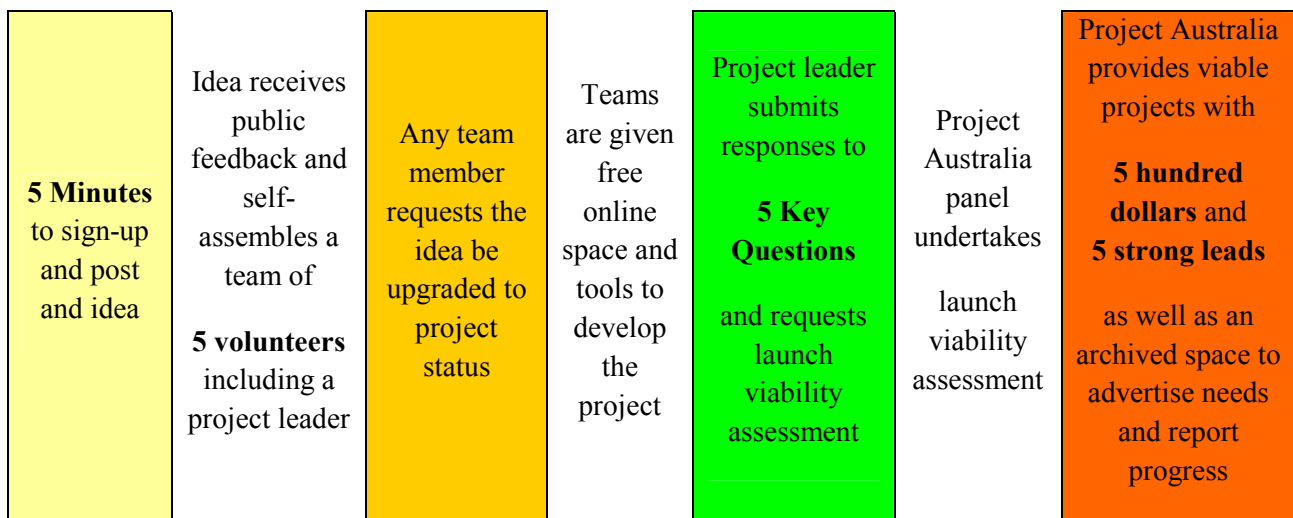 5 Minutes
to sign-up
and post
and idea
Idea receives
public
feedback and
self-
assembles a
team of
5 volunteers
including a
project leader
Any team
member
requests the
idea be
upgraded to
project
status
Teams
are given
free
online
space and
tools to
develop
the
project
Project leader
submits
responses to
5 Key
Questions
and requests
launch
viability
assessment
Project
Australia
panel
undertakes
launch
viability
assessment
Project Australia
provides viable
projects with
5 hundred
dollars and
5 strong leads
as well as an
archived space to
advertise needs
and report
progress